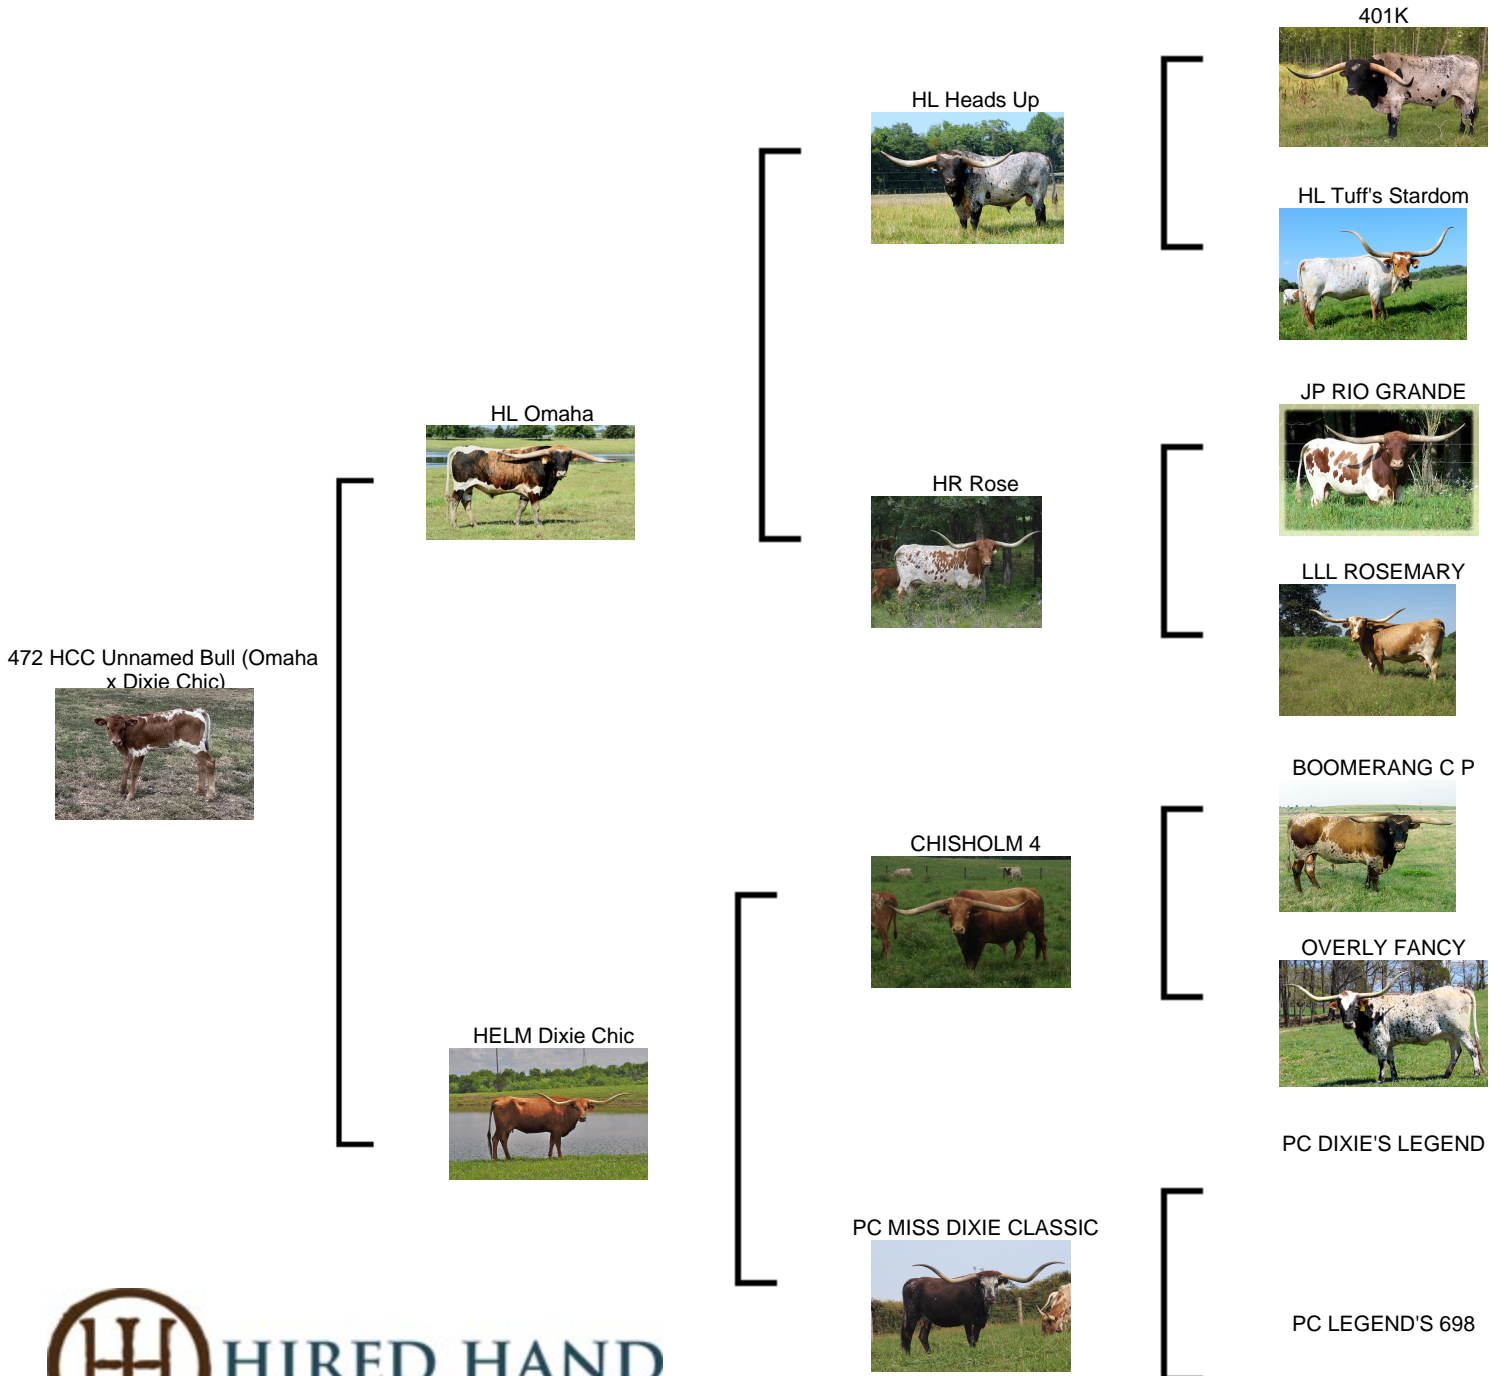 401K
HL Heads Up
HL Tuff's Stardom
JP RIO GRANDE
HL Omaha
HR Rose
LLL ROSEMARY
472 HCC Unnamed Bull (Omaha
x Dixie Chic)
BOOMERANG C P
CHISHOLM 4
OVERLY FANCY
HELM Dixie Chic
PC DIXIE'S LEGEND
PC MISS DIXIE CLASSIC
PC LEGEND'S 698
HIRED HAND